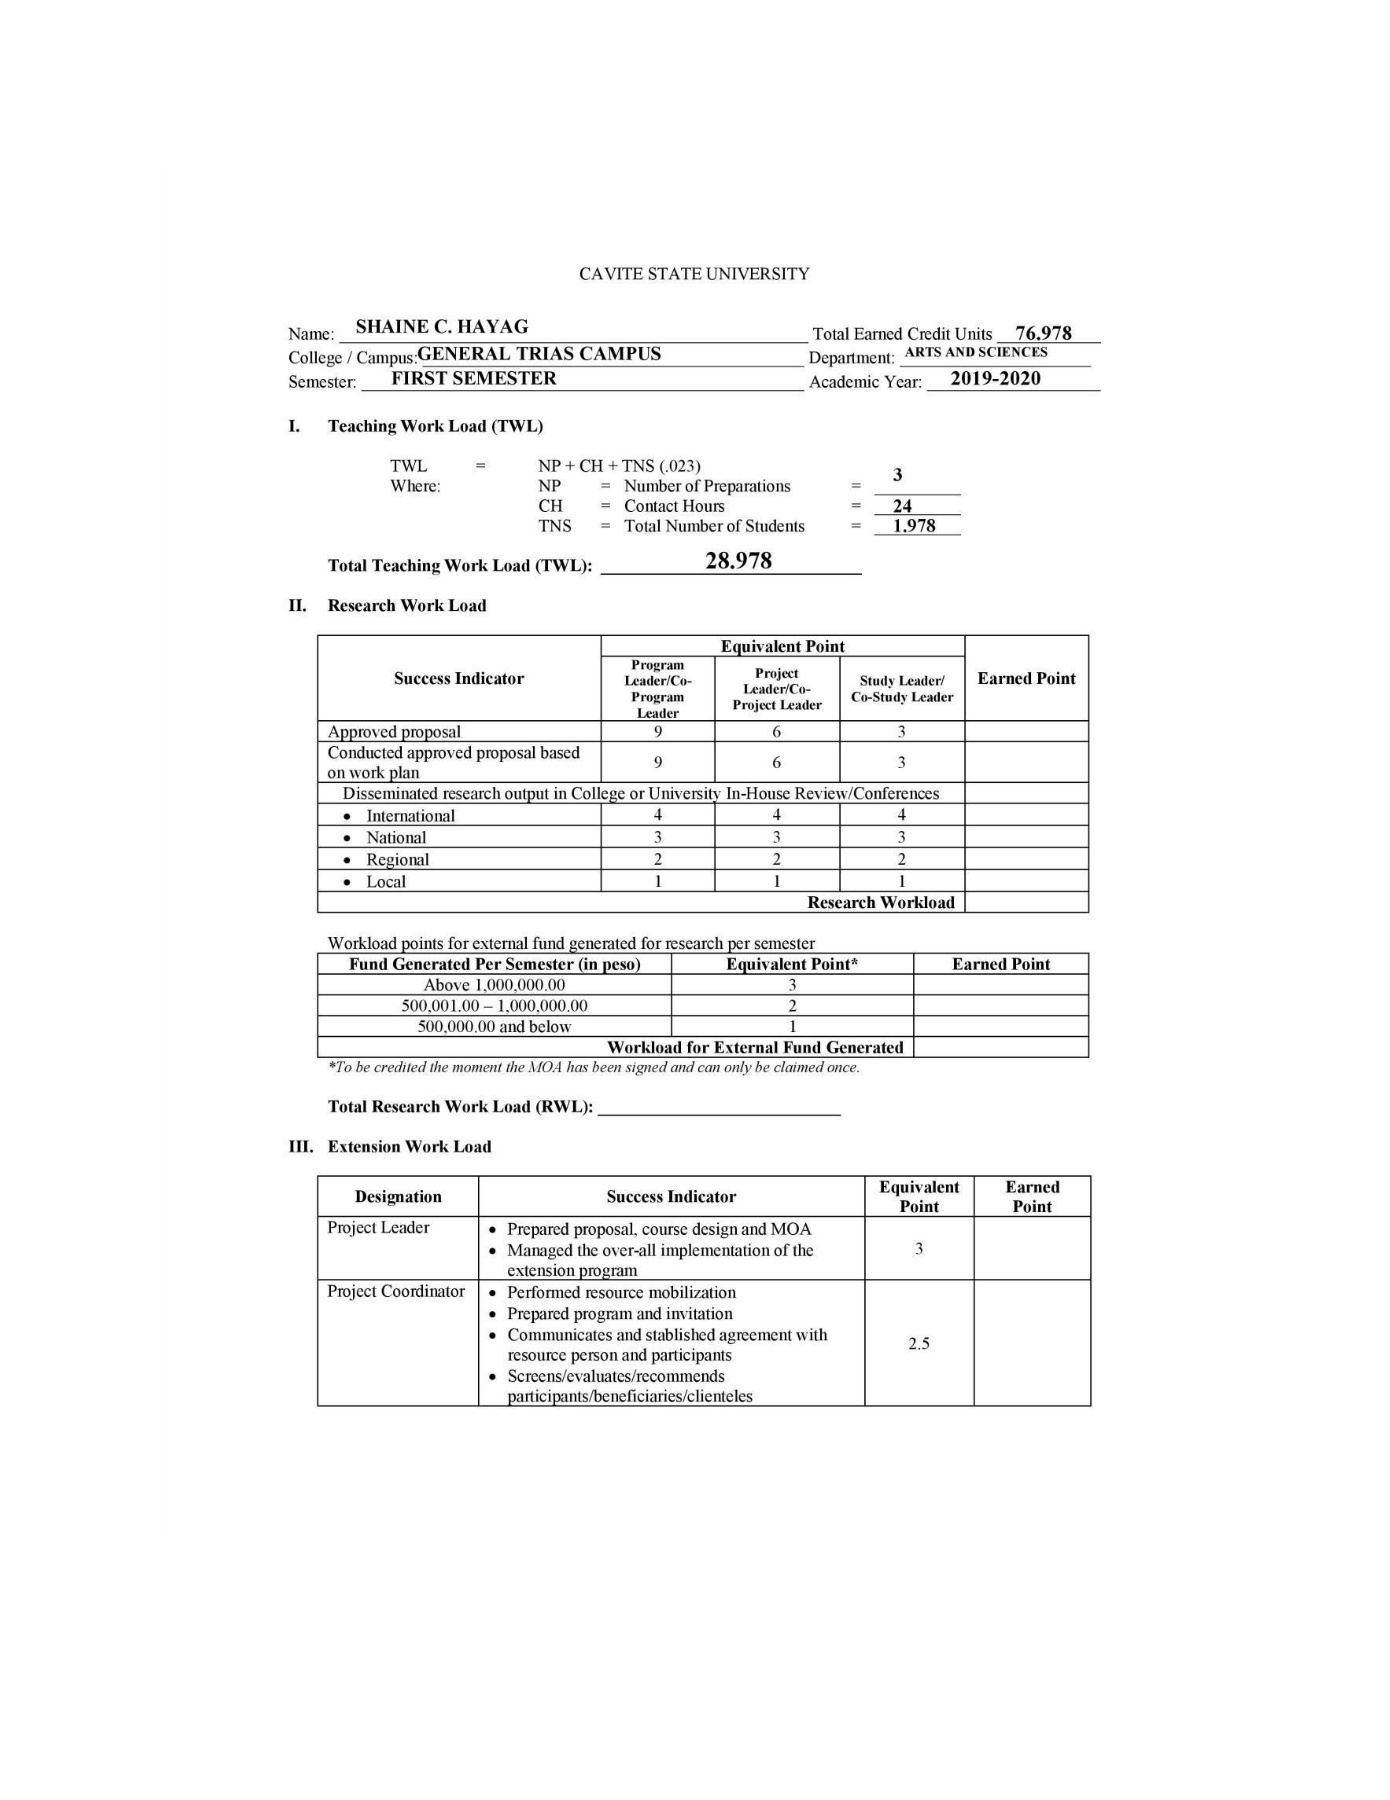 CAVITE STATE UNIVERSITY
Name: SHAINE C. HAYAG Total Earned Credit Units 76.978
College / Campus: GENERAL TRIAS CAMPUS Department: ARTS AND SCIENCES
Semester: FIRST SEMESTER Academic Year: 2019-2020
I. Teaching Work Load (TWL)
TWL = NP + CH + TNS (.023)
Where: NP = Number of Preparations = 3
CH = Contact Hours = 24
TNS = Total Number of Students = 1.978
Total Teaching Work Load (TWL): 28.978
II. Research Work Load
Success Indicator Equivalent Point Earned Point
Program Leader/Co-Program Leader Project Leader/Co-Project Leader Study Leader/ Co-Study Leader
Approved proposal 9 6 3
Conducted approved proposal based
on work plan 9 6 3
Disseminated research output in College or University In-House Review/Conferences
• International 4 4 4
• National 3 3 3
• Regional 2 2 2
• Local 1 1 1
Research Workload
Workload points for external fund generated for research per semester
Fund Generated Per Semester (in peso) Equivalent Point* Earned Point
Above 1,000,000.00 3
500,001.00 – 1,000,000.00 2
500,000.00 and below 1
Workload for External Fund Generated
*To be credited the moment the MOA has been signed and can only be claimed once.
Total Research Work Load (RWL):
III. Extension Work Load
Designation Success Indicator Equivalent Point Earned Point
Project Leader • Prepared proposal, course design and MOA
• Managed the over-all implementation of the
extension program
3
Project Coordinator • Performed resource mobilization
• Prepared program and invitation
• Communicates and stablished agreement with
resource person and participants
• Screens/evaluates/recommends
participants/beneficiaries/clienteles
2.5